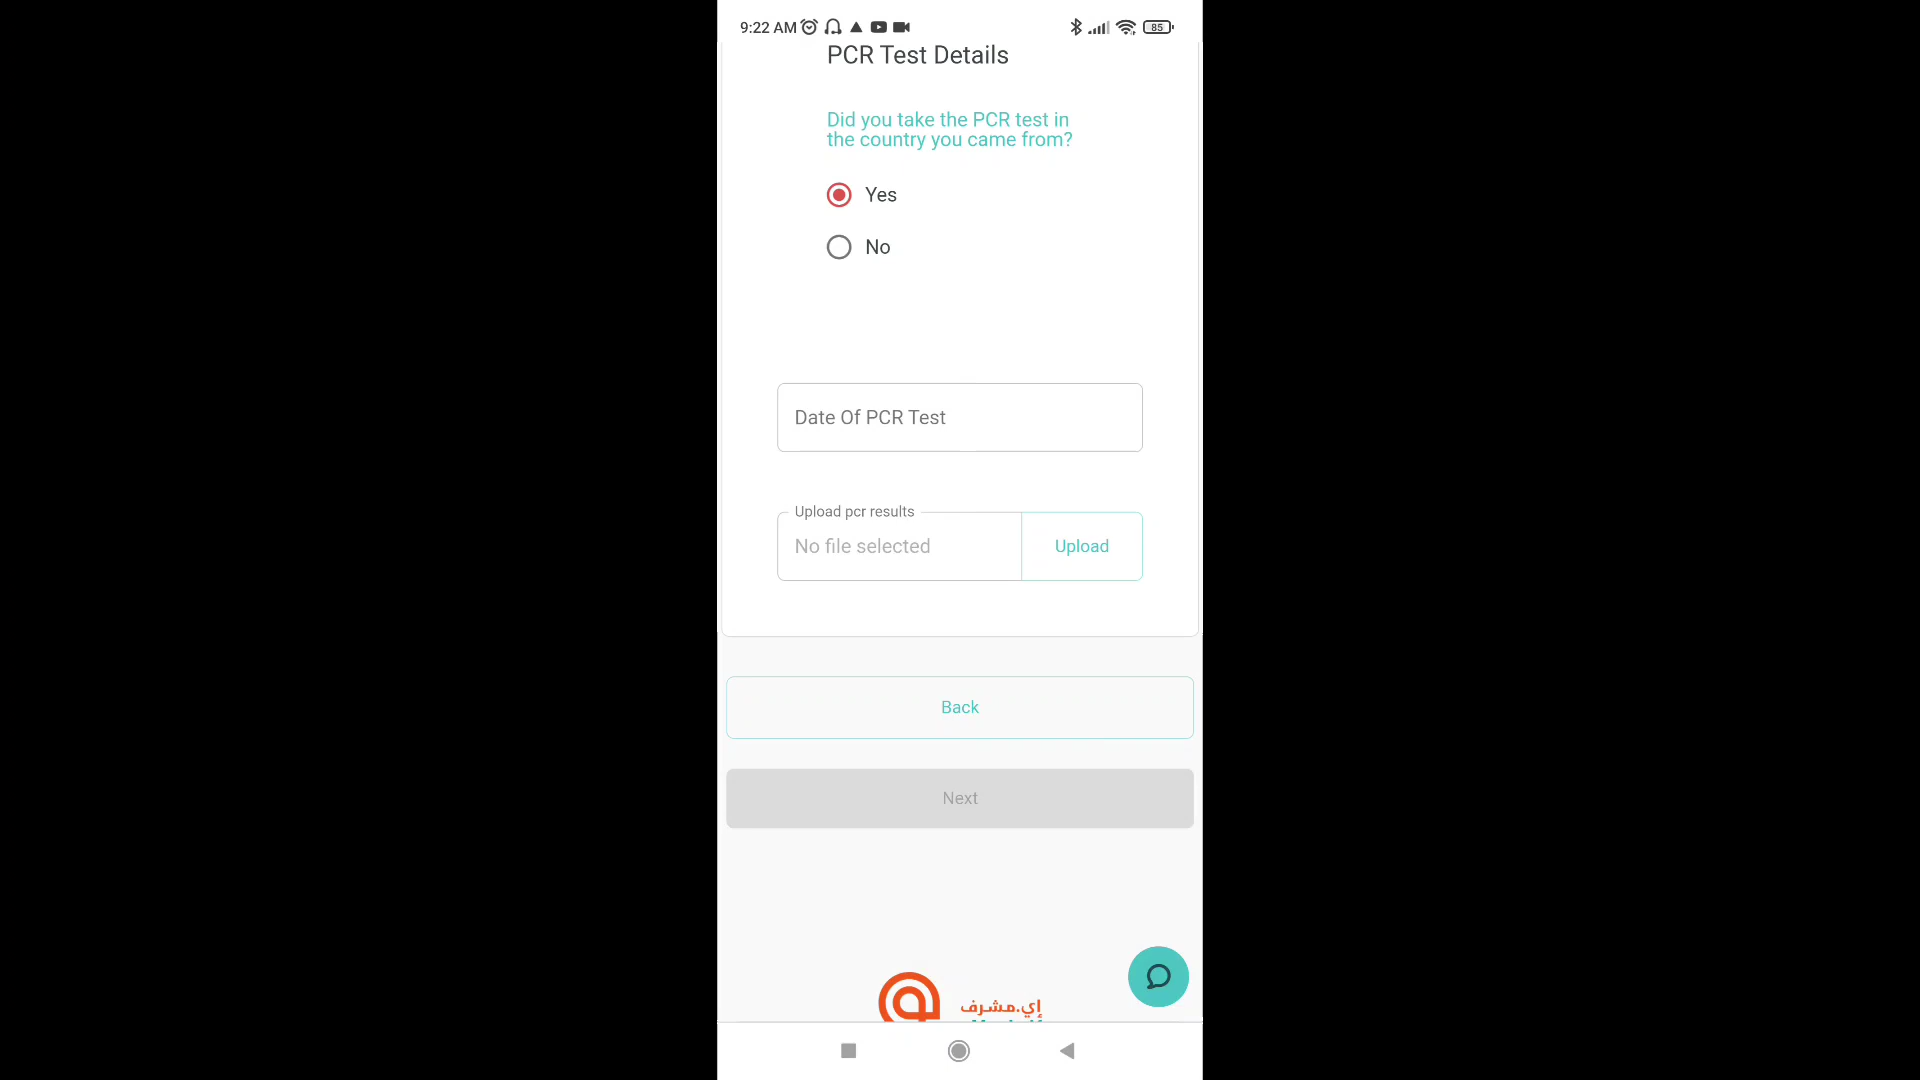 9:22 AM
85
PCR Test Details
Did you take the PCR test in
the country you came from?
Yes
No
Date Of PCR Test
Upload pcr results
No file selected
Upload
Back
Next
إي.مشرف